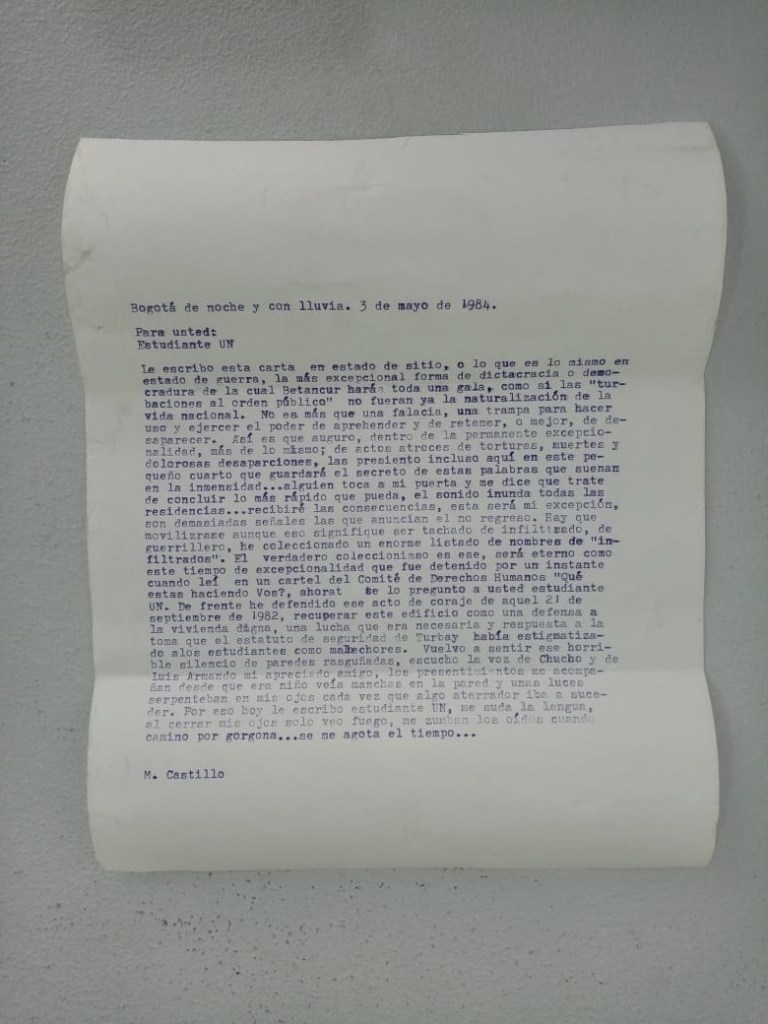 Bogotá de noche y con lluvia. 3 de mayo de 1984.
Para usted:
Estudiante UN
Le escribo esta carta en estado de sitio, o lo que es lo mismo en
estado de guerra, la más excepcional forma de dictacracia o demo-
cradura de la cual Betancur harán toda una gala, como si las "tur-
baciones al orden público" no fueran ya la naturalización de la
vida nacional. No es más que una falacia, una trampa para hacer
uso y ejercer el poder de aprehender y de retener, o mejor, de de-
saparecer. Así es que auguro, dentro de la permanente excepcio-
nalidad, más de lo mismo; de actos atroces de torturas, muertes y
dolorosas desaparciones, las presiento incluso aquí en este pe-
queño cuarto que guardará el secreto de estas palabras que suenan
en la inmensidad...alguien toca a mi puerta y me dice que trate
de concluir lo más rápido que pueda, el sonido inunda todas las
residencias...recibiré las consecuencias, esta será mi excepción,
son demasiadas señales las que anuncian el no regreso. Hay que
movilizrase aunque eso signifique ser tachado de infiltrado, de
guerrillero, he coleccionado un enorme listado de nombres de "in-
filtrados". El verdadero coleccionimso es ese, será eterno como
este tiempo de excepcionalidad que fue detenido por un instante
cuando leí en un cartel del Comité de Derechos Humanos "Qué
estas haciendo Vos?, ahorat se lo pregunto a usted estudiante
UN. De frente he defendido ese acto de coraje de aquel 21 de
septiembre de 1982, recuperar este edificio como una defensa a
la vivienda digna, una lucha que era necesaria y respuesta a la
toma que el estatuto de seguridad de Turbay había estigmatiza-
do alos estudiantes como malhechores. Vuelvo a sentir ese horri-
ble silencio de paredes rasguñadas, escucho la voz de Chucho y de
Luis Armando mi apreciado amigo, los presentimientos me acompa-
ñan desde que era niño veía manchas en la pared y unas luces
serpenteban en mis ojos cada vez que algo aterrador iba a suce-
der. Por eso hoy le escribo estudiante UN, me suda la lengua,
al cerrar mis ojos solo veo fuego, me zumban los oídos cuando
camino por gorgona...se me agota el tiempo...
M. Castillo